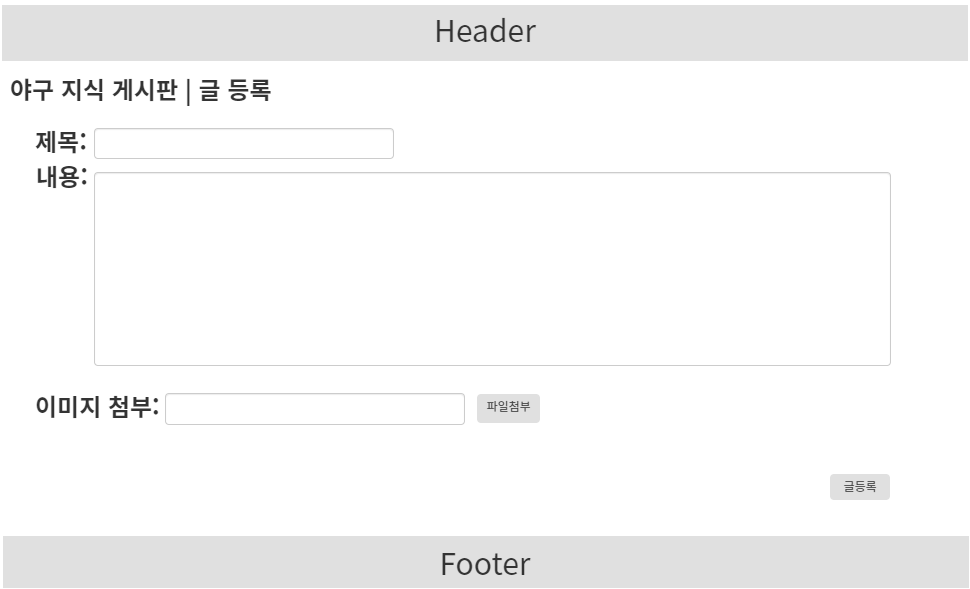 Header
야구 지식 게시판 | 글 등록
제목:
내용:
이미지 첨부: 파일첨부
글등록
Footer